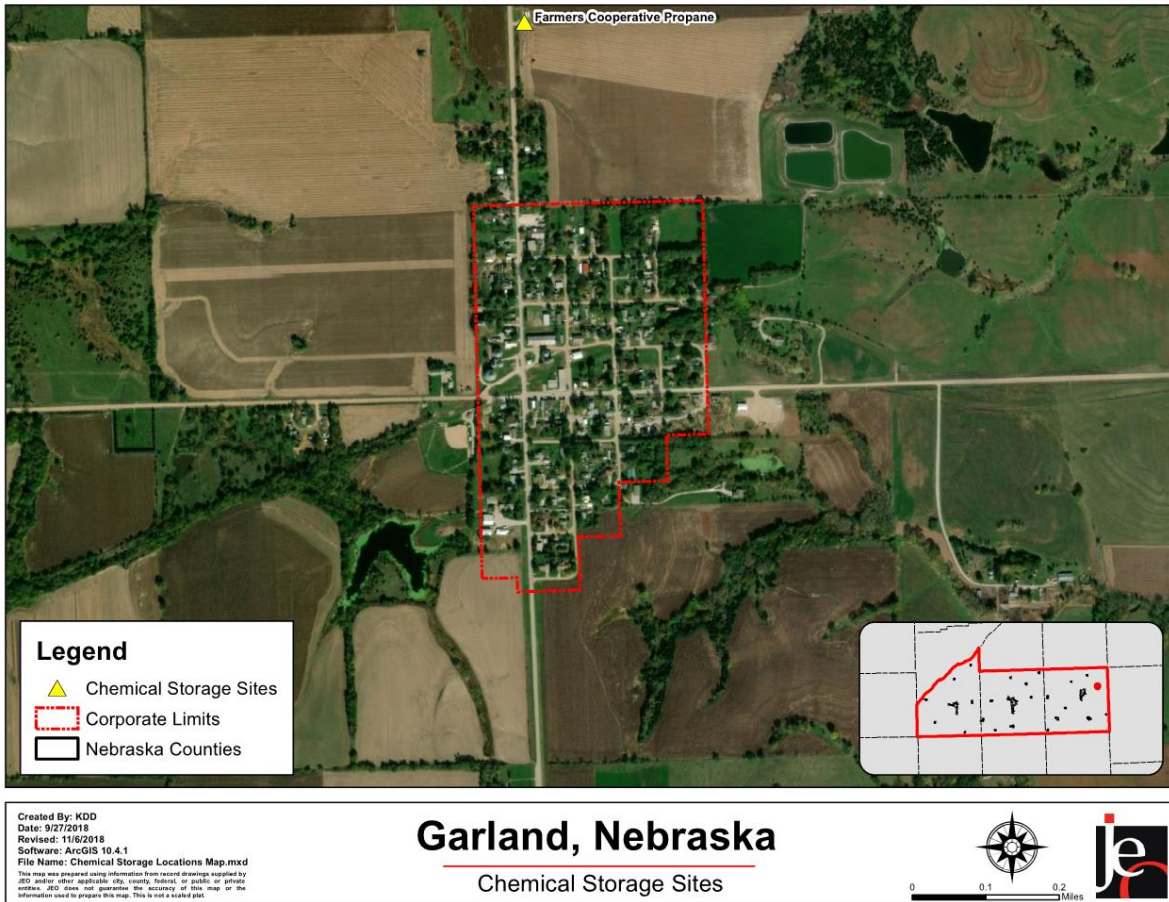 Farmers Cooperative Propane
Legend
Chemical Storage Sites
Corporate Limits
Nebraska Counties
Created By: KDD
Date: 9/27/2018
Revised: 11/6/2018
Software: ArcGIS 10.4.1
File Name: Chemical Storage Locations Map.mxd
This map was prepared using information from record drawings supplied by
JEO and/or other applicable city, county, federal, or public or private
entities. JEO does not guarantee the accuracy of this map or the
information used to prepare this map. This is not a scaled plat.
Garland, Nebraska
Chemical Storage Sites
0 0.1 0.2
Miles
jeo